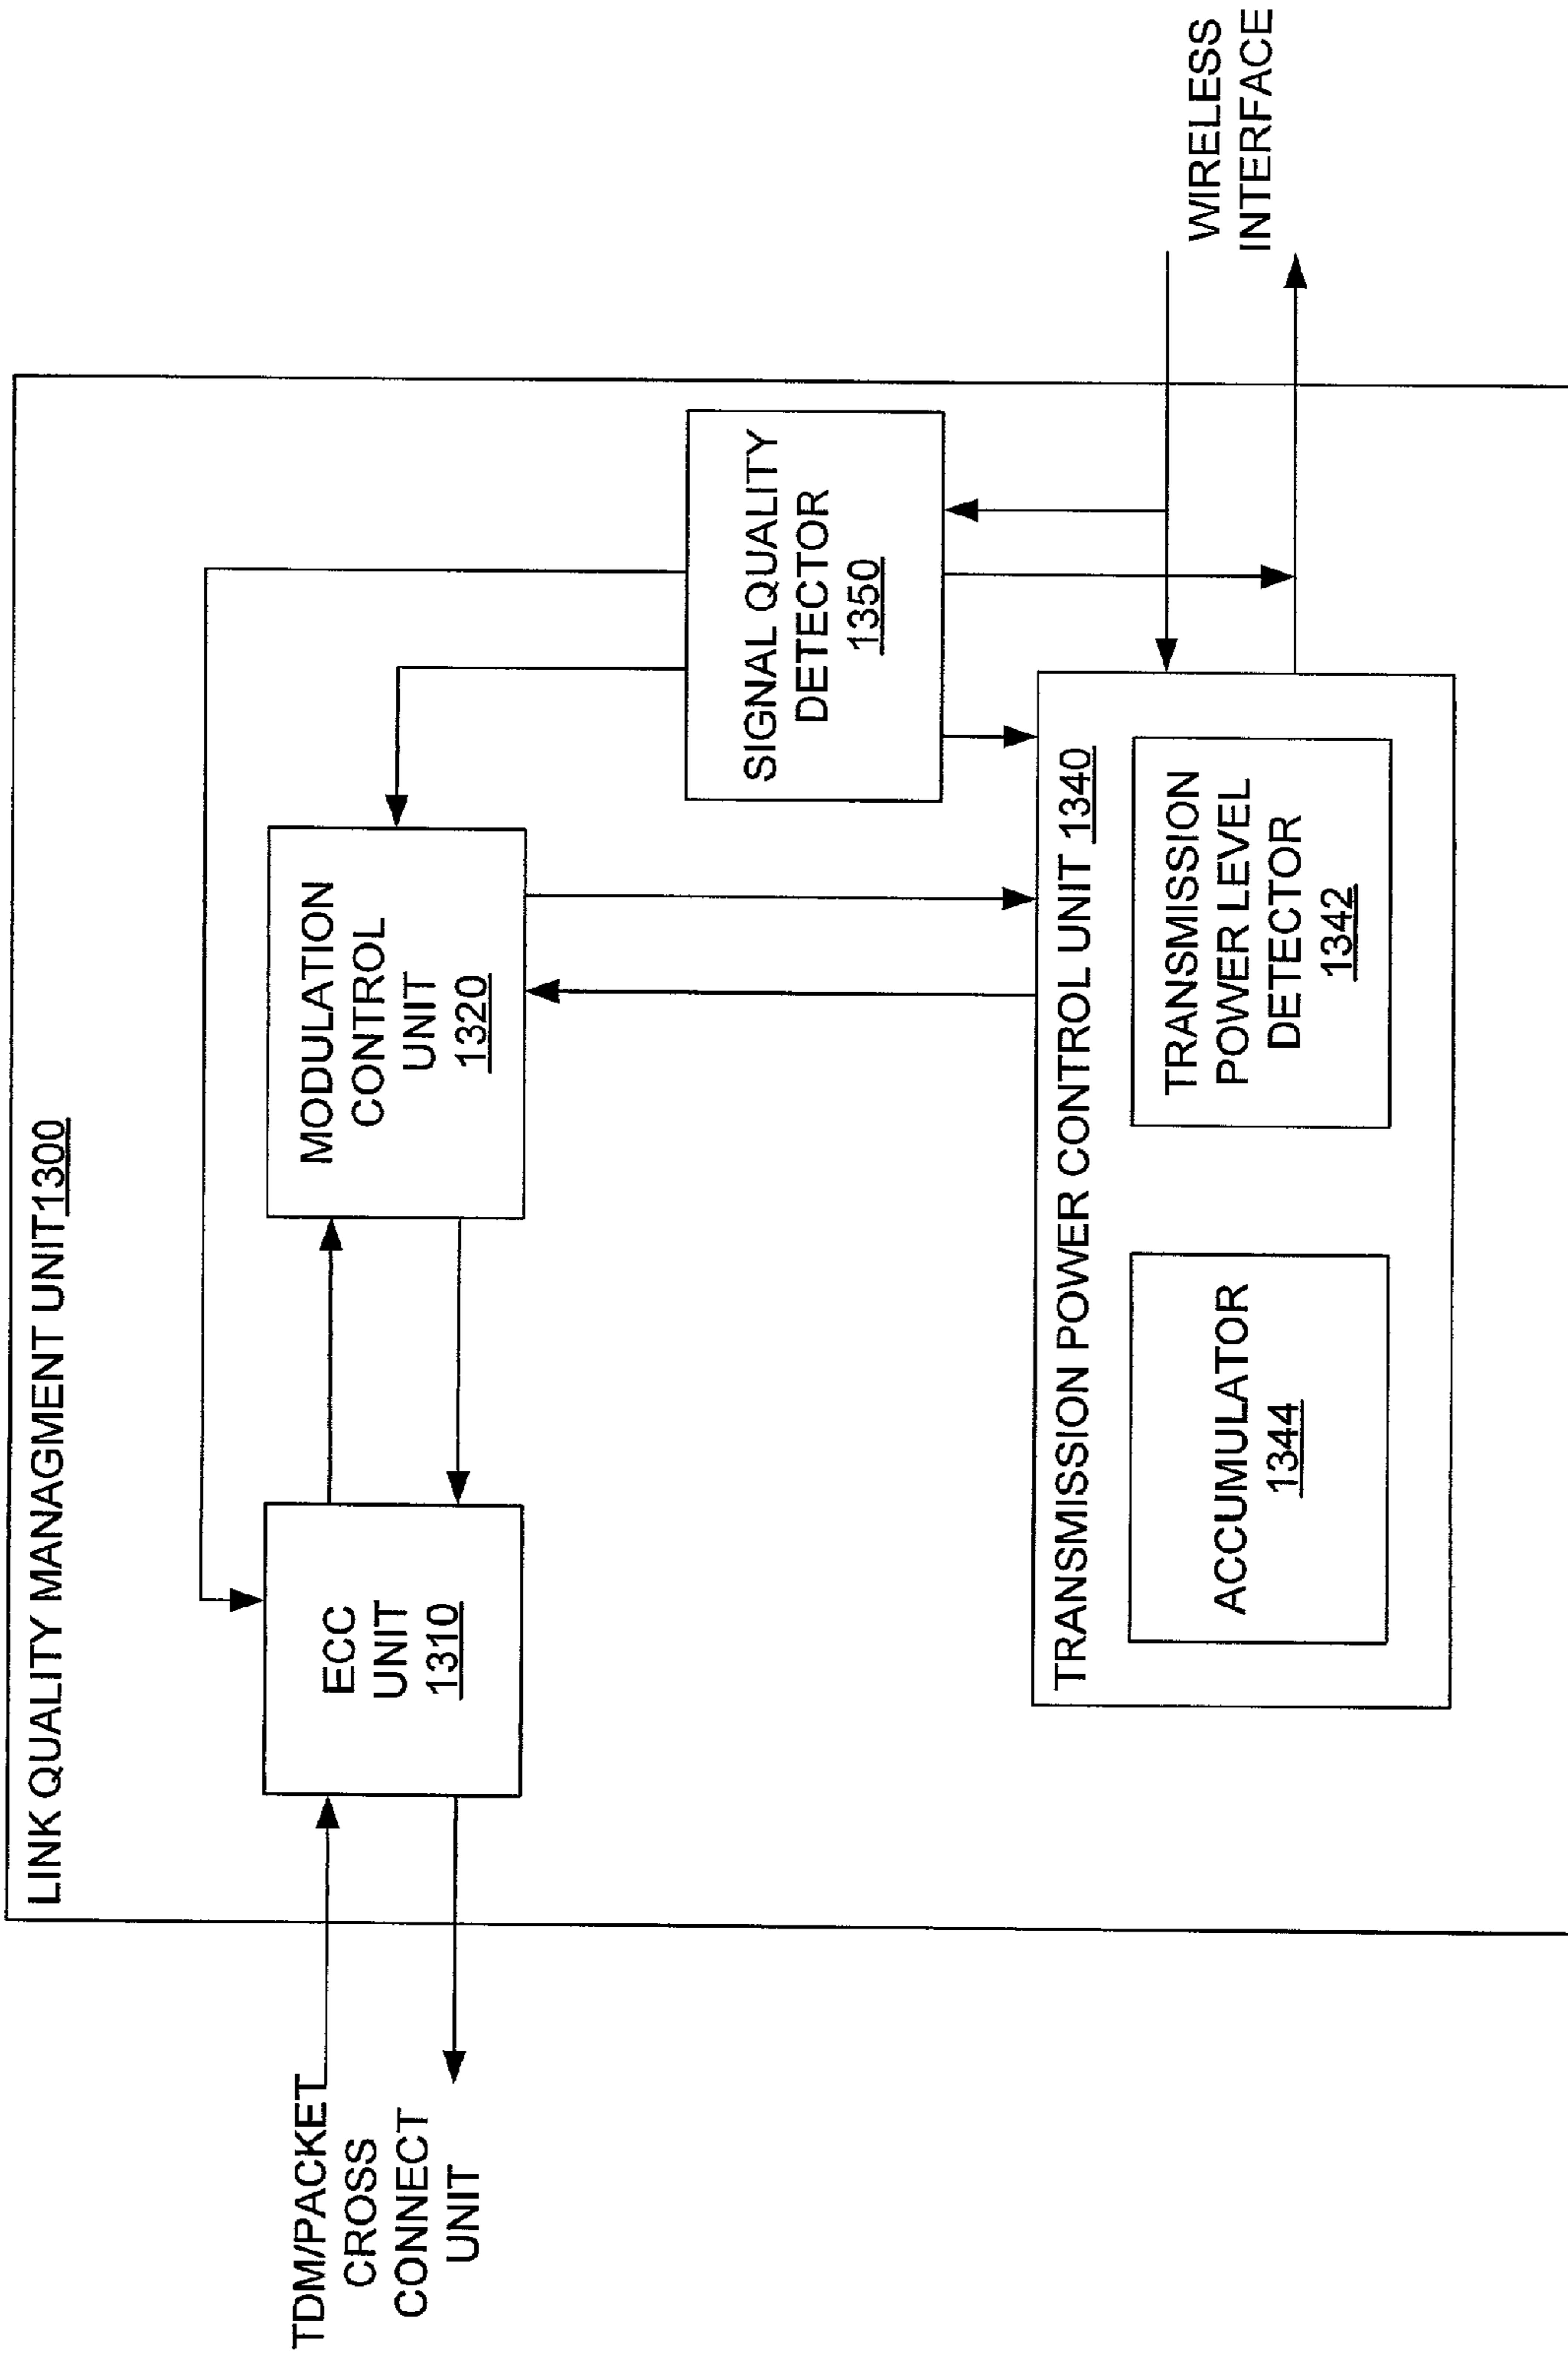 LINK QUALITY MANAGMENT UNIT1300
TDM/PACKET
CROSS
CONNECT
UNIT
ECC
UNIT
1310
MODULATION
CONTROL
UNIT
1320
SIGNAL QUALITY
DETECTOR
1350
TRANSMISSION POWER CONTROL UNIT 1340
ACCUMULATOR
1344
TRANSMISSION
POWER LEVEL
DETECTOR
1342
WIRELESS
INTERFACE